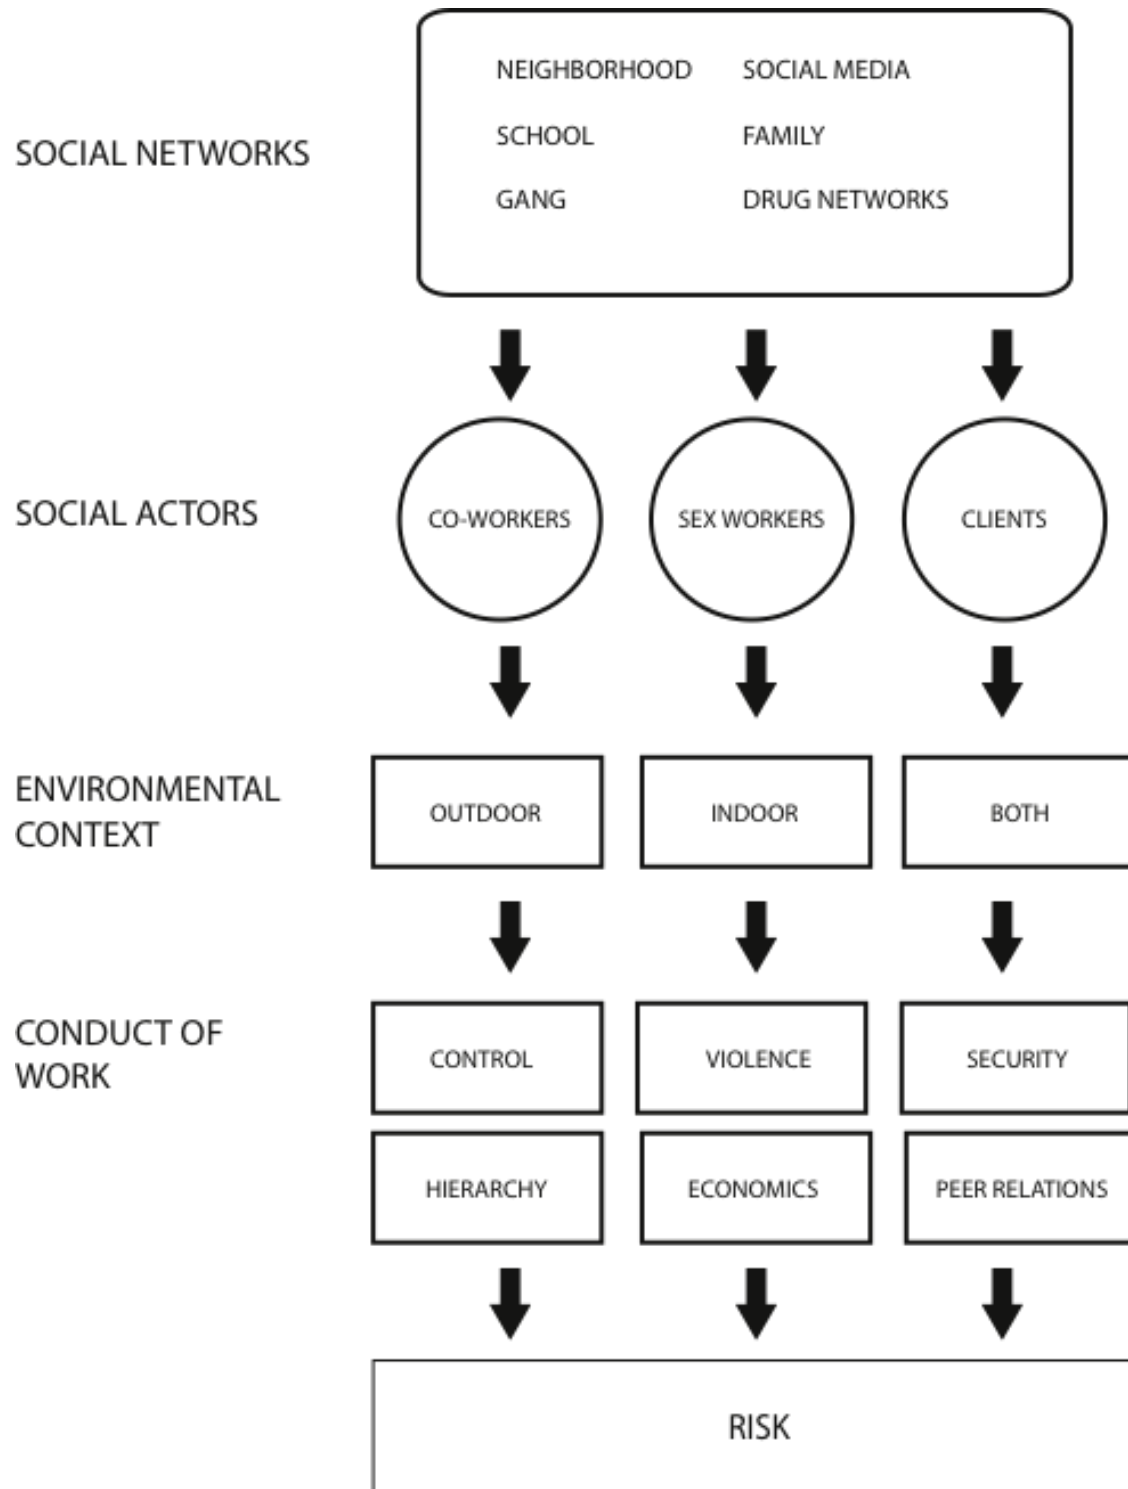 NEIGHBORHOOD SOCIAL MEDIA
SOCIAL NETWORKS
SCHOOL FAMILY
GANG DRUG NETWORKS
SOCIAL ACTORS
CO-WORKERS SEX WORKERS CLIENTS
ENVIRONMENTAL
CONTEXT
OUTDOOR INDOOR BOTH
CONDUCT OF
WORK
CONTROL VIOLENCE SECURITY
HIERARCHY ECONOMICS PEER RELATIONS
RISK